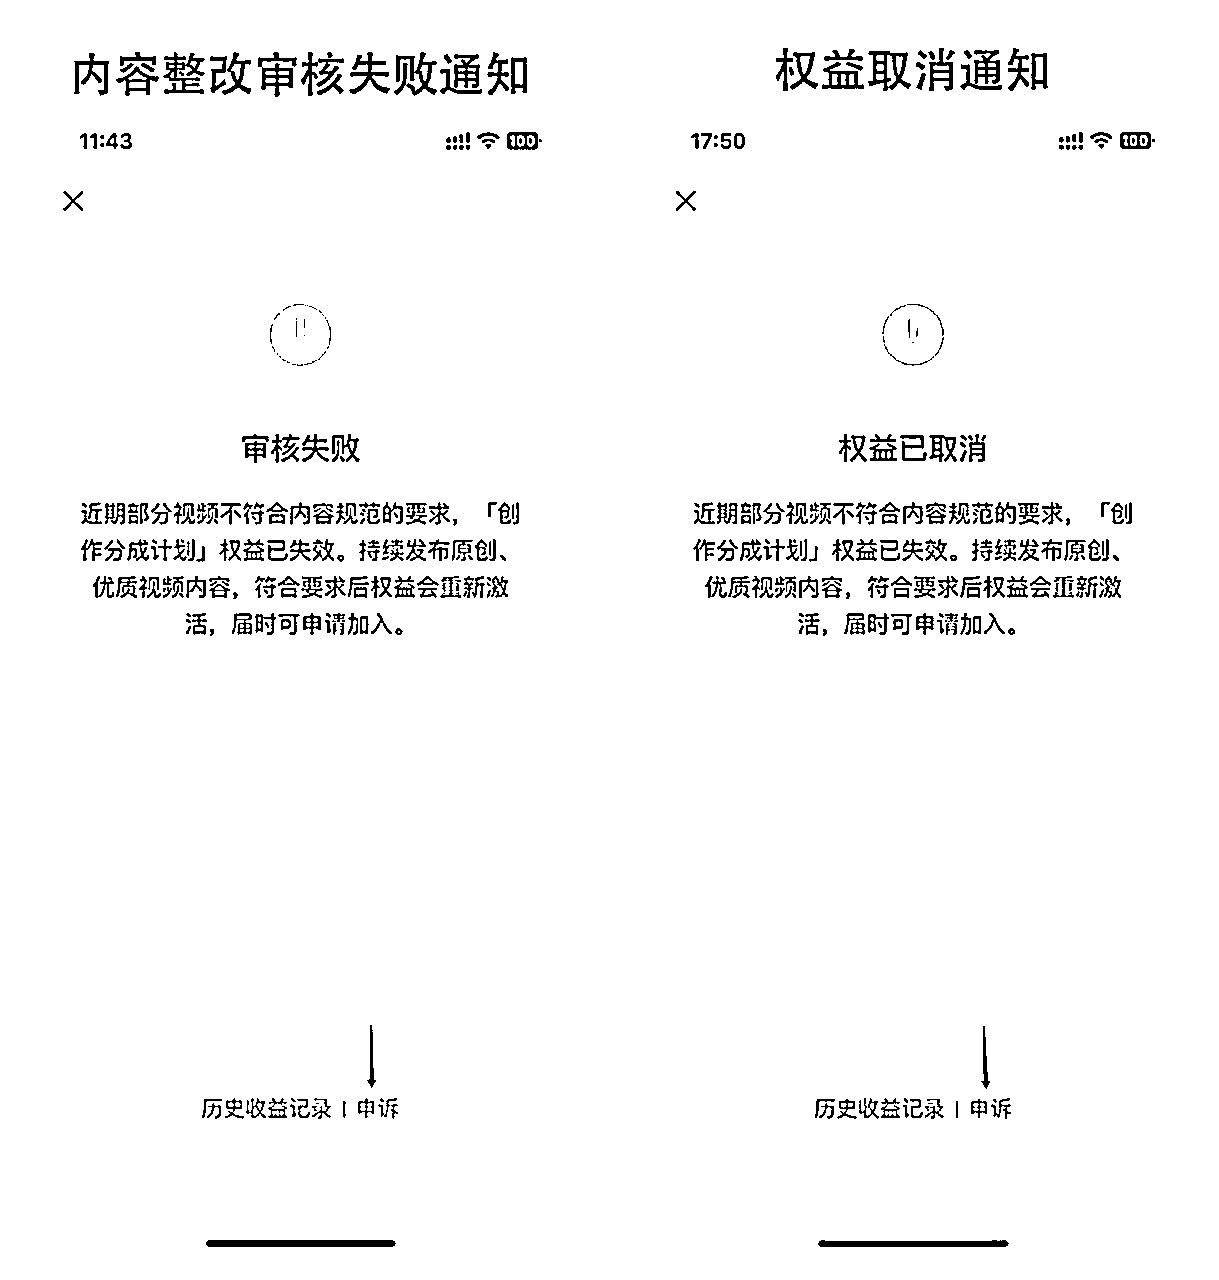 内容整改审核失败通知
11:43
100
审核失败
近期部分视频不符合内容规范的要求，「创
作分成计划」权益已失效。持续发布原创、
优质视频内容，符合要求后权益会重新激
活，届时可申请加入。
历史收益记录 | 申诉
权益取消通知
17:50
100
权益已取消
近期部分视频不符合内容规范的要求，「创
作分成计划」权益已失效。持续发布原创、
优质视频内容，符合要求后权益会重新激
活，届时可申请加入。
历史收益记录 | 申诉